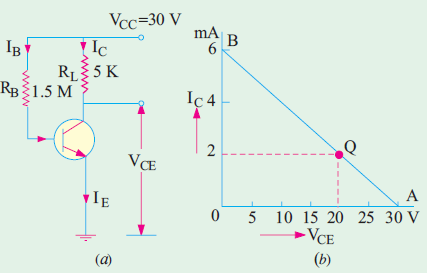 V_CC=30 V
I_B
I_C
R_L 5 K
R_B 1.5 M
V_CE
I_E
(a)
mA
6 B
I_C 4
2 Q
A
0 5 10 15 20 25 30 V
V_CE
(b)